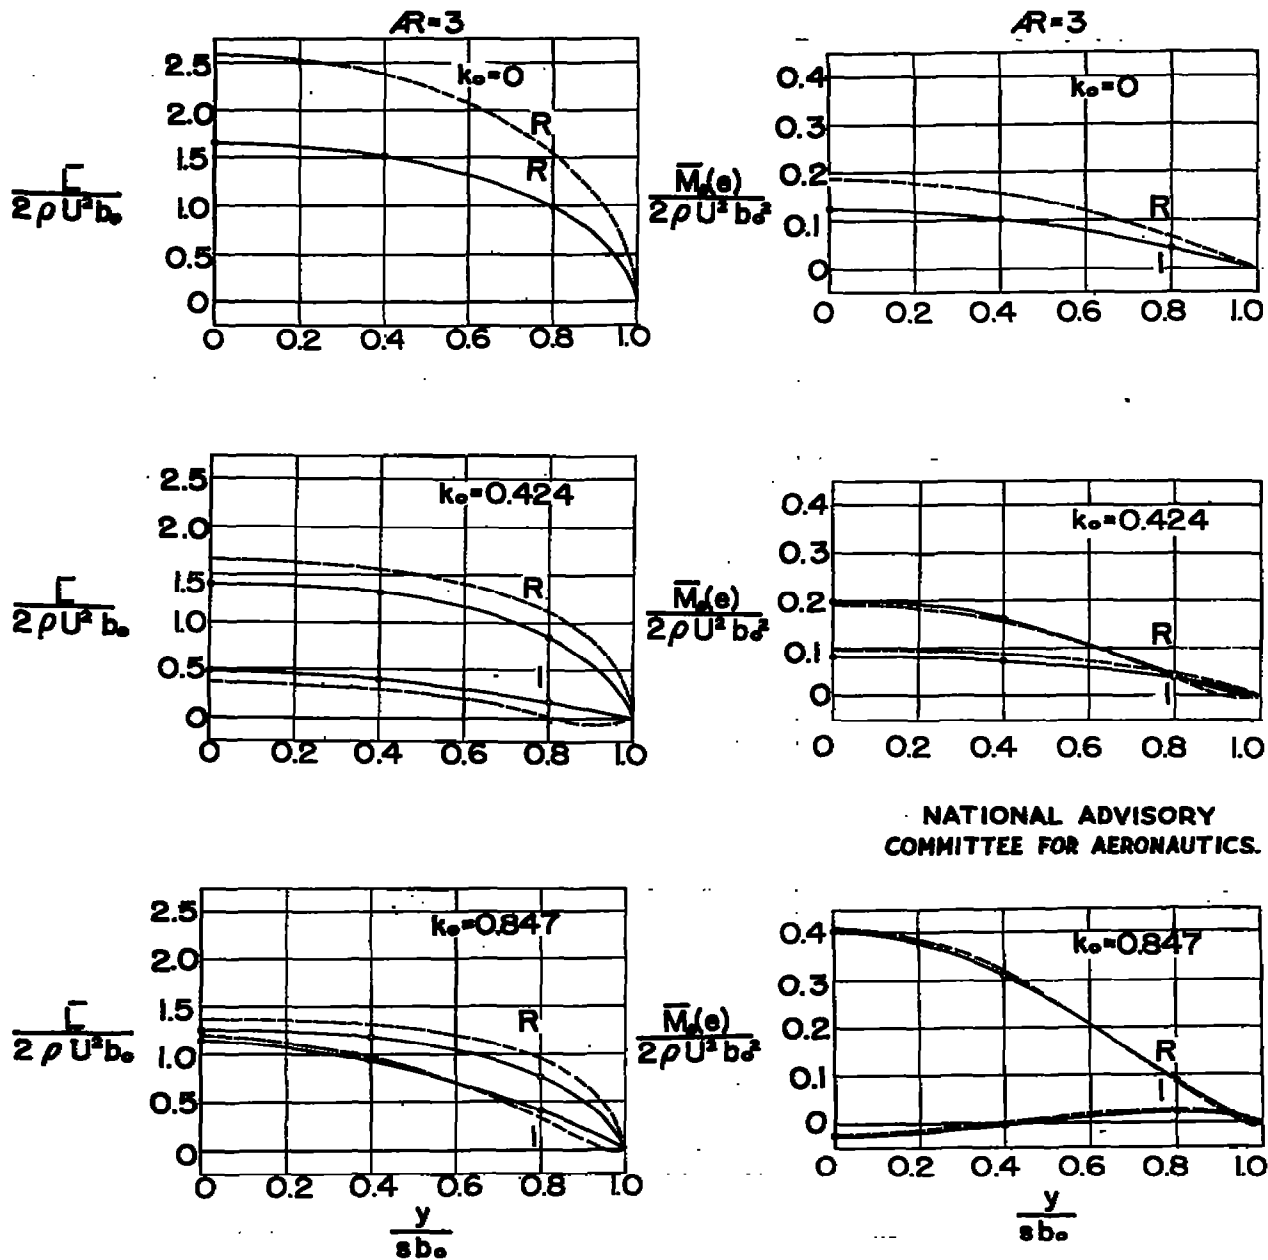 AR=3
2.5
2.0
1.5
1.0
0.5
0
k₀=0
R
R
L̄
2ρU²b₀
0 0.2 0.4 0.6 0.8 1.0
AR=3
0.4
0.3
0.2
0.1
0
k₀=0
R
I
M̄ₐ(e)
2ρU²b₀²
0 0.2 0.4 0.6 0.8 1.0
2.5
2.0
1.5
1.0
0.5
0
k₀=0.424
R
I
L̄
2ρU²b₀
0 0.2 0.4 0.6 0.8 1.0
0.4
0.3
0.2
0.1
0
k₀=0.424
R
I
M̄ₐ(e)
2ρU²b₀²
0 0.2 0.4 0.6 0.8 1.0
NATIONAL ADVISORY
COMMITTEE FOR AERONAUTICS.
2.5
2.0
1.5
1.0
0.5
0
k₀=0.847
R
I
L̄
2ρU²b₀
0 0.2 0.4 0.6 0.8 1.0
y
sb₀
0.4
0.3
0.2
0.1
0
k₀=0.847
R
I
M̄ₐ(e)
2ρU²b₀²
0 0.2 0.4 0.6 0.8 1.0
y
sb₀